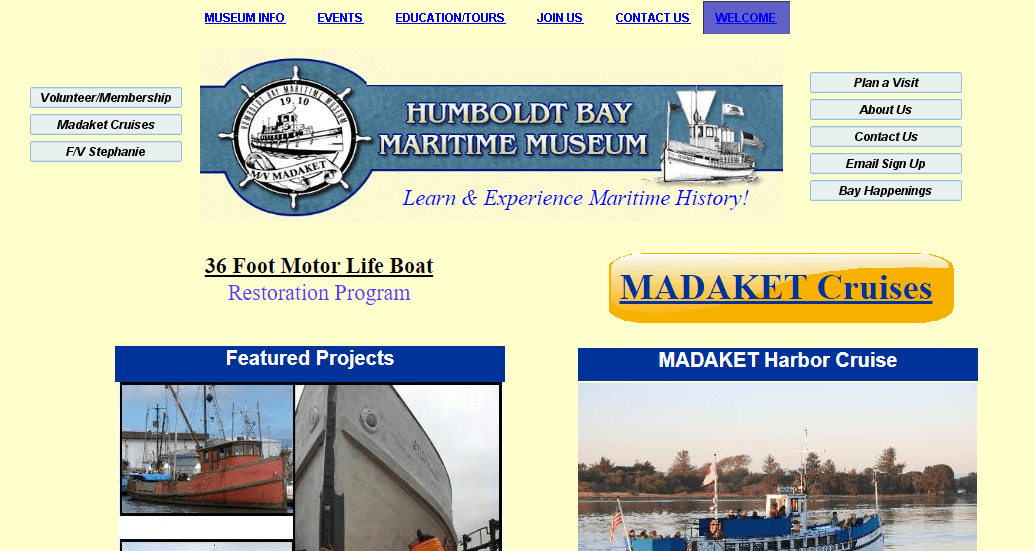 MUSEUM INFO
EVENTS
EDUCATION/TOURS
JOIN US
CONTACT US
WELCOME
Volunteer/Membership
Madaket Cruises
F/V Stephanie
HUMBOLDT BAY MARITIME MUSEUM
1910
M/V MADAKET
HUMBOLDT BAY
MARITIME MUSEUM
Learn & Experience Maritime History!
Plan a Visit
About Us
Contact Us
Email Sign Up
Bay Happenings
36 Foot Motor Life Boat
Restoration Program
MADAKET Cruises
Featured Projects
MADAKET Harbor Cruise